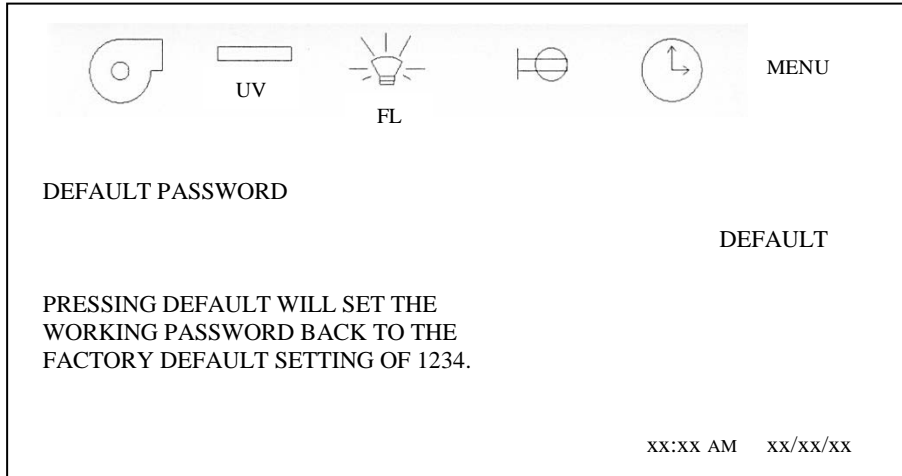 UV
FL
MENU
DEFAULT PASSWORD
DEFAULT
PRESSING DEFAULT WILL SET THE
WORKING PASSWORD BACK TO THE
FACTORY DEFAULT SETTING OF 1234.
xx:xx AM xx/xx/xx